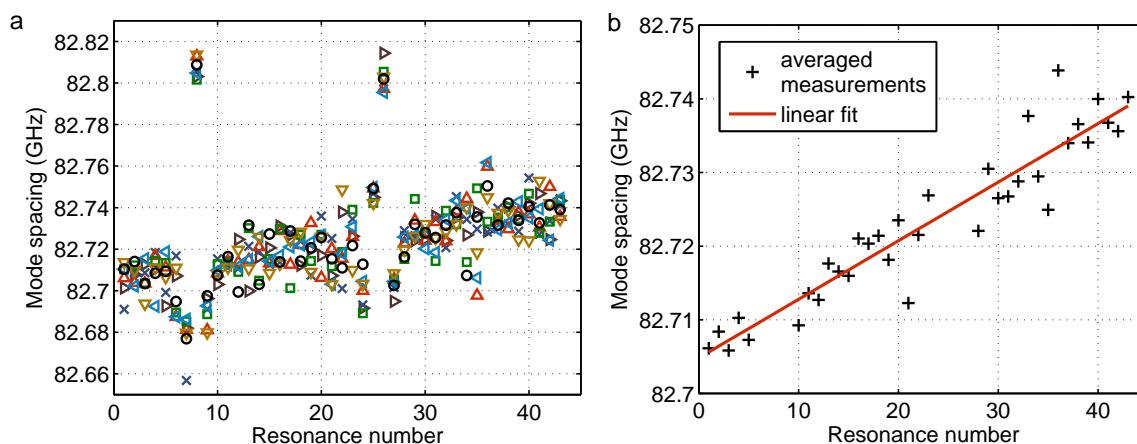 a
82.82
82.8
82.78
82.76
82.74
82.72
82.7
82.68
82.66
Mode spacing (GHz)
0 10 20 30 40
Resonance number
b
82.75
82.74
82.73
82.72
82.71
82.7
Mode spacing (GHz)
averaged
measurements
linear fit
0 10 20 30 40
Resonance number